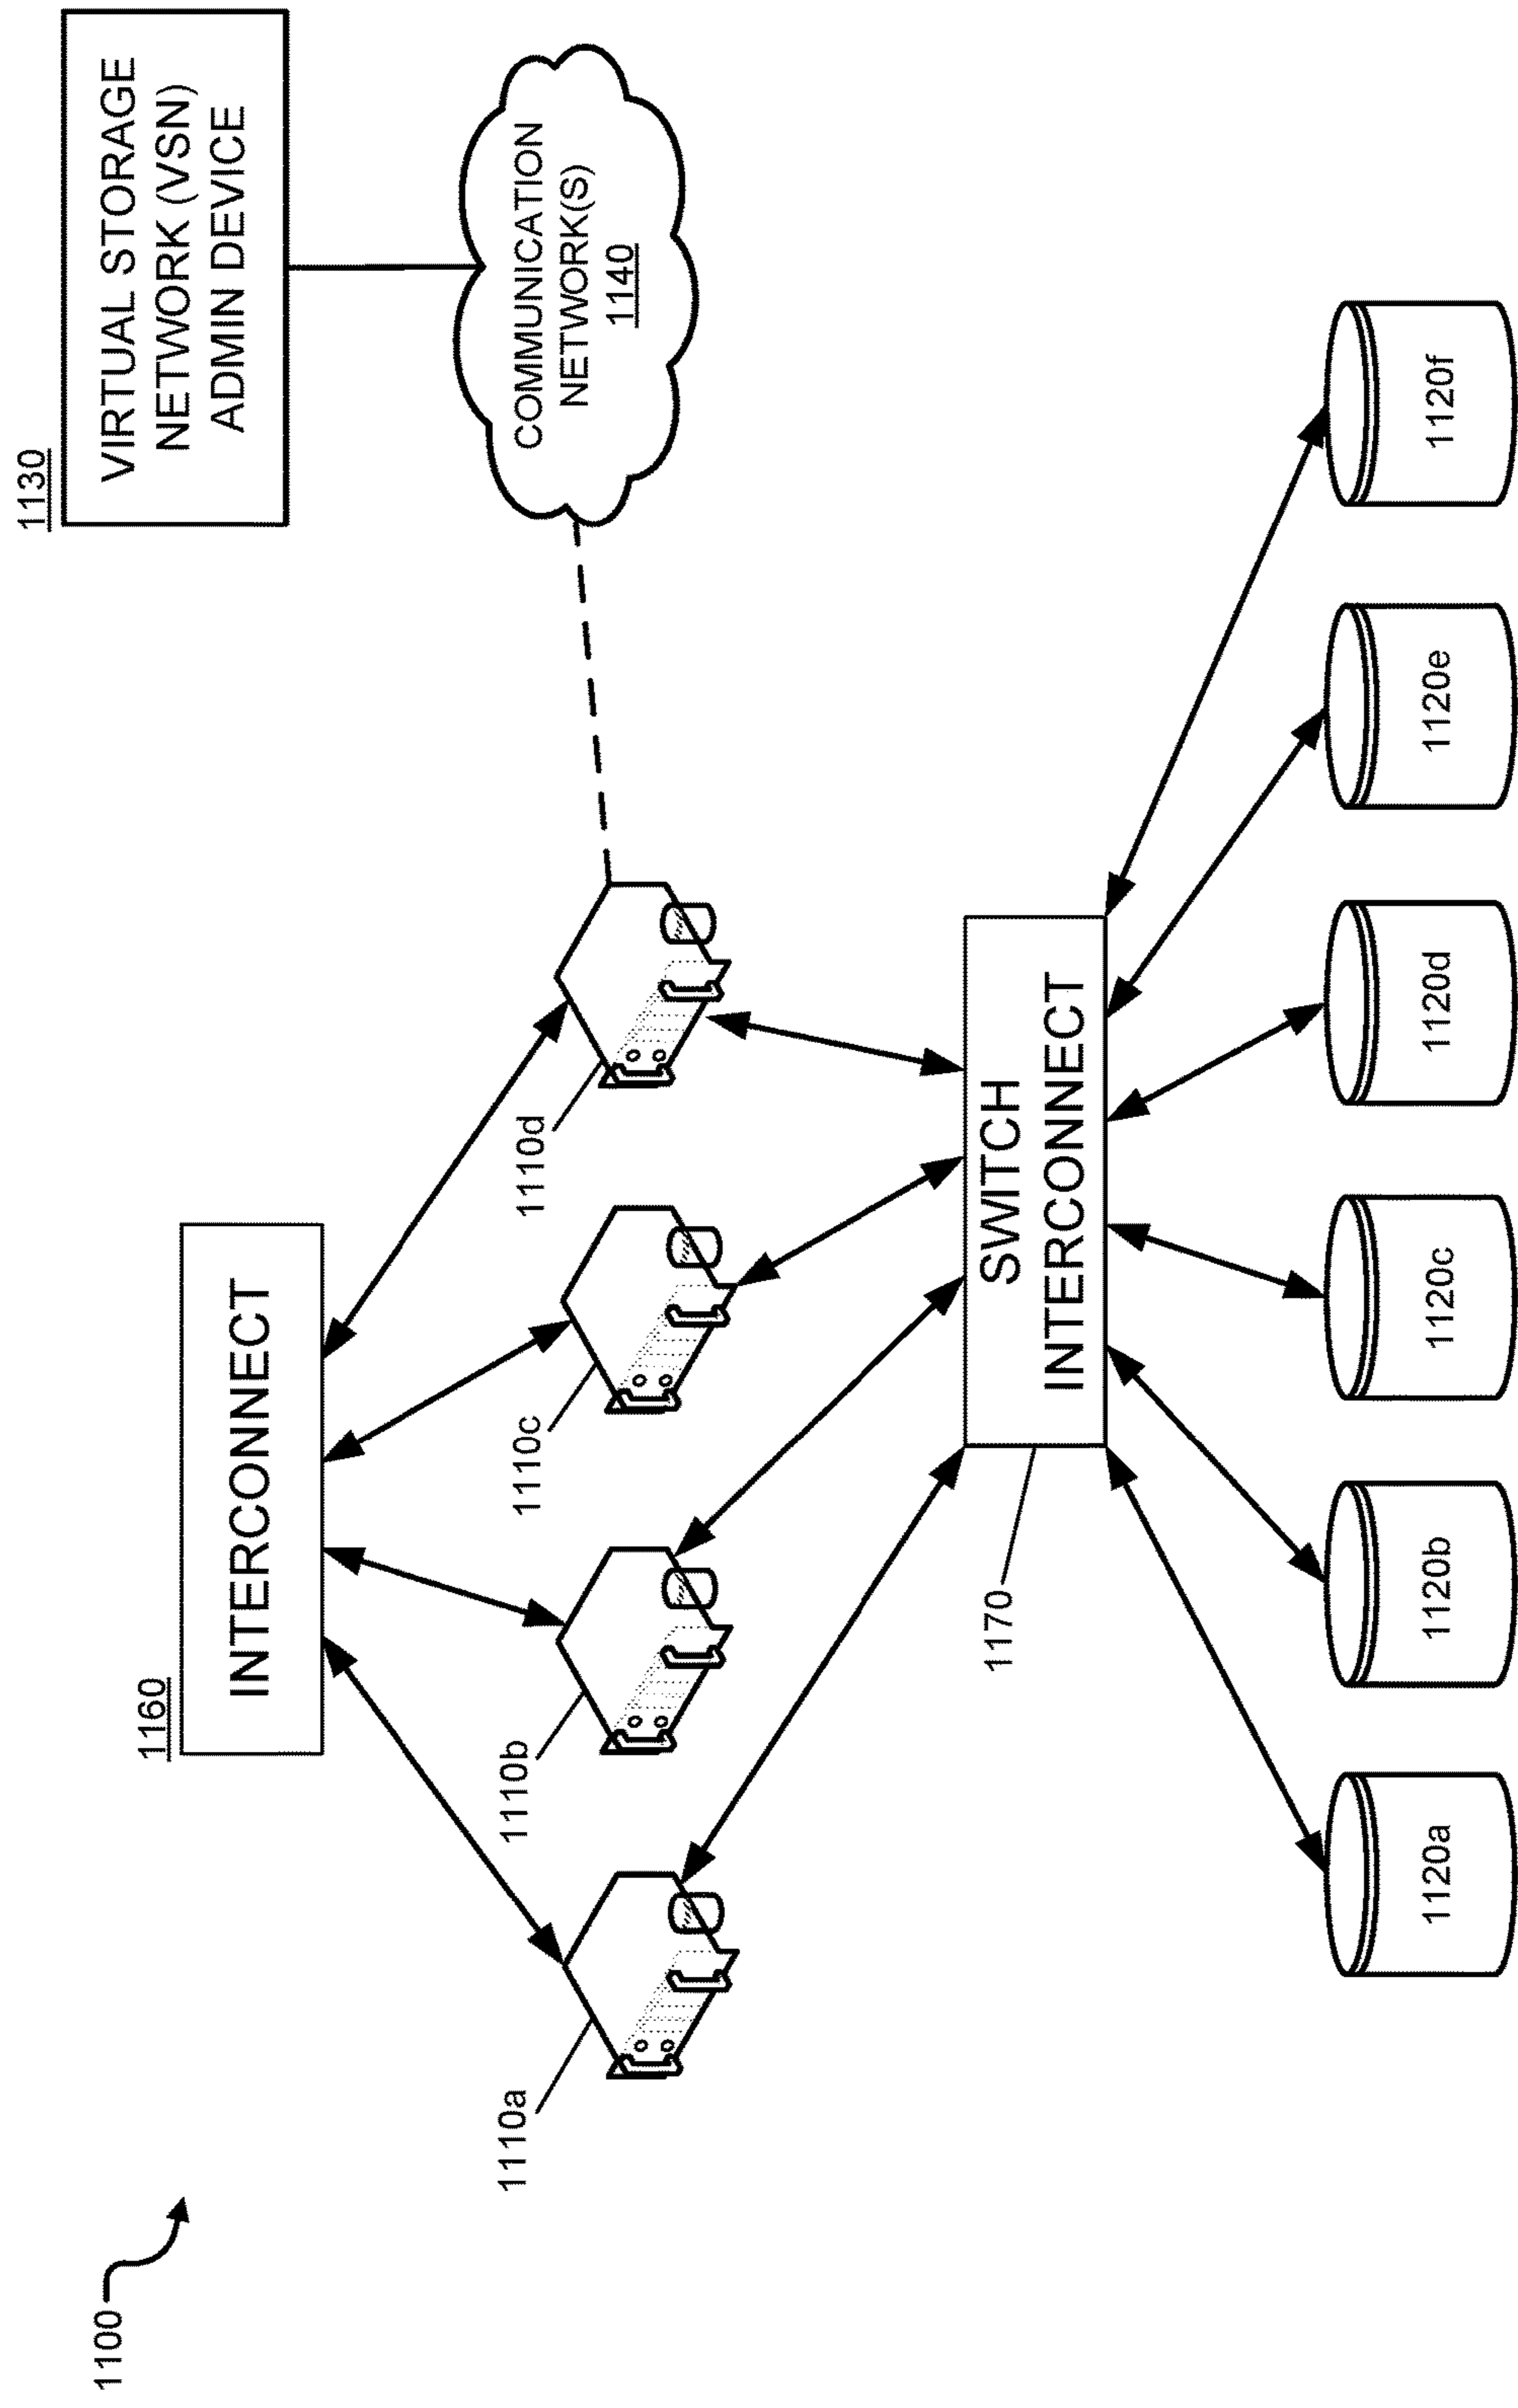 1130
VIRTUAL STORAGE
NETWORK (VSN)
ADMIN DEVICE
1160
INTERCONNECT
COMMUNICATION
NETWORK(S)
1140
1110a
1110b
1110c
1110d
SWITCH
INTERCONNECT
1170
1120a
1120b
1120c
1120d
1120e
1120f
1100